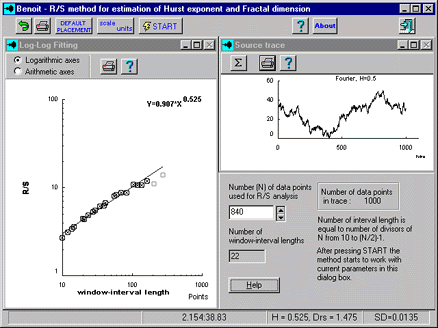 Benoit - R/S method for estimation of Hurst exponent and Fractal dimension
DEFAULT PLACEMENT
scale units
START
?
About
Log-Log Fitting
Logarithmic axes
Arithmetic axes
?
100
Y=0.907*X^0.525
R/S
10
1
10
100
1000
window-interval length
Points
Source trace
Σ
?
Fourier, H=0.5
60
40
20
0
0
500
1000
Number (N) of data points
used for R/S analysis
840
Number of
window-interval lengths
22
Help
Number of data points
in trace : 1000
Number of interval length is
equal to number of divisors of
N from 10 to (N/2)-1.
After pressing START the
method starts to work with
current parameters in this
dialog box.
2.154:38.83
H = 0.525, Drs = 1.475
SD=0.0135